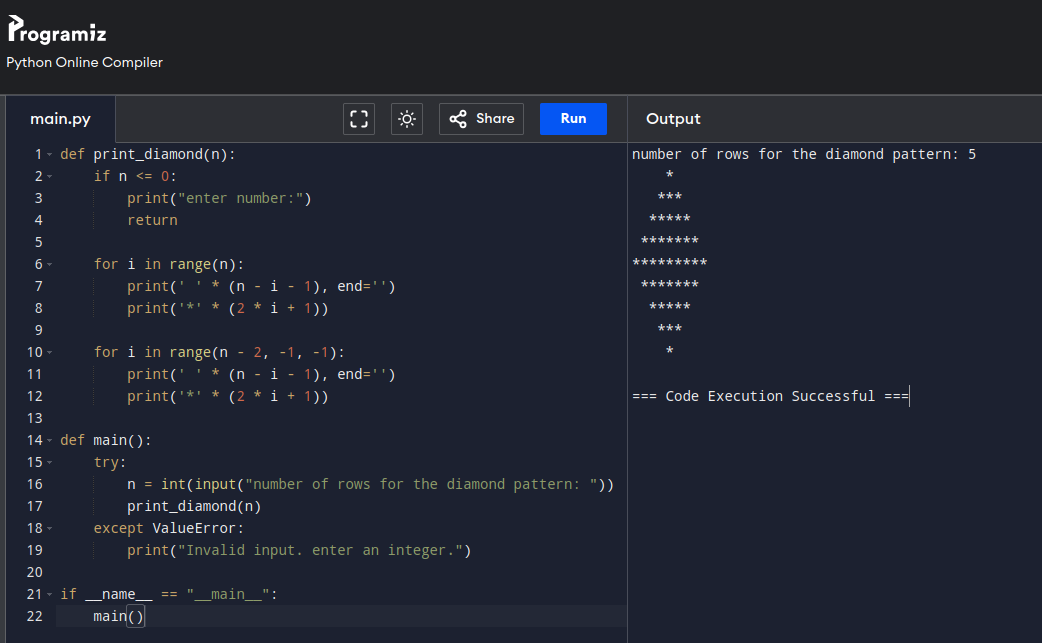 Programiz
Python Online Compiler
main.py
Share
Run
Output
1 def print_diamond(n):
2     if n <= 0:
3         print("enter number:")
4         return
5
6     for i in range(n):
7         print(' ' * (n - i - 1), end='')
8         print('*' * (2 * i + 1))
9
10     for i in range(n - 2, -1, -1):
11         print(' ' * (n - i - 1), end='')
12         print('*' * (2 * i + 1))
13
14 def main():
15     try:
16         n = int(input("number of rows for the diamond pattern: "))
17         print_diamond(n)
18     except ValueError:
19         print("Invalid input. enter an integer.")
20
21 if __name__ == "__main__":
22     main()
number of rows for the diamond pattern: 5
    *
   ***
  *****
 *******
*********
 *******
  *****
   ***
    *
=== Code Execution Successful ===